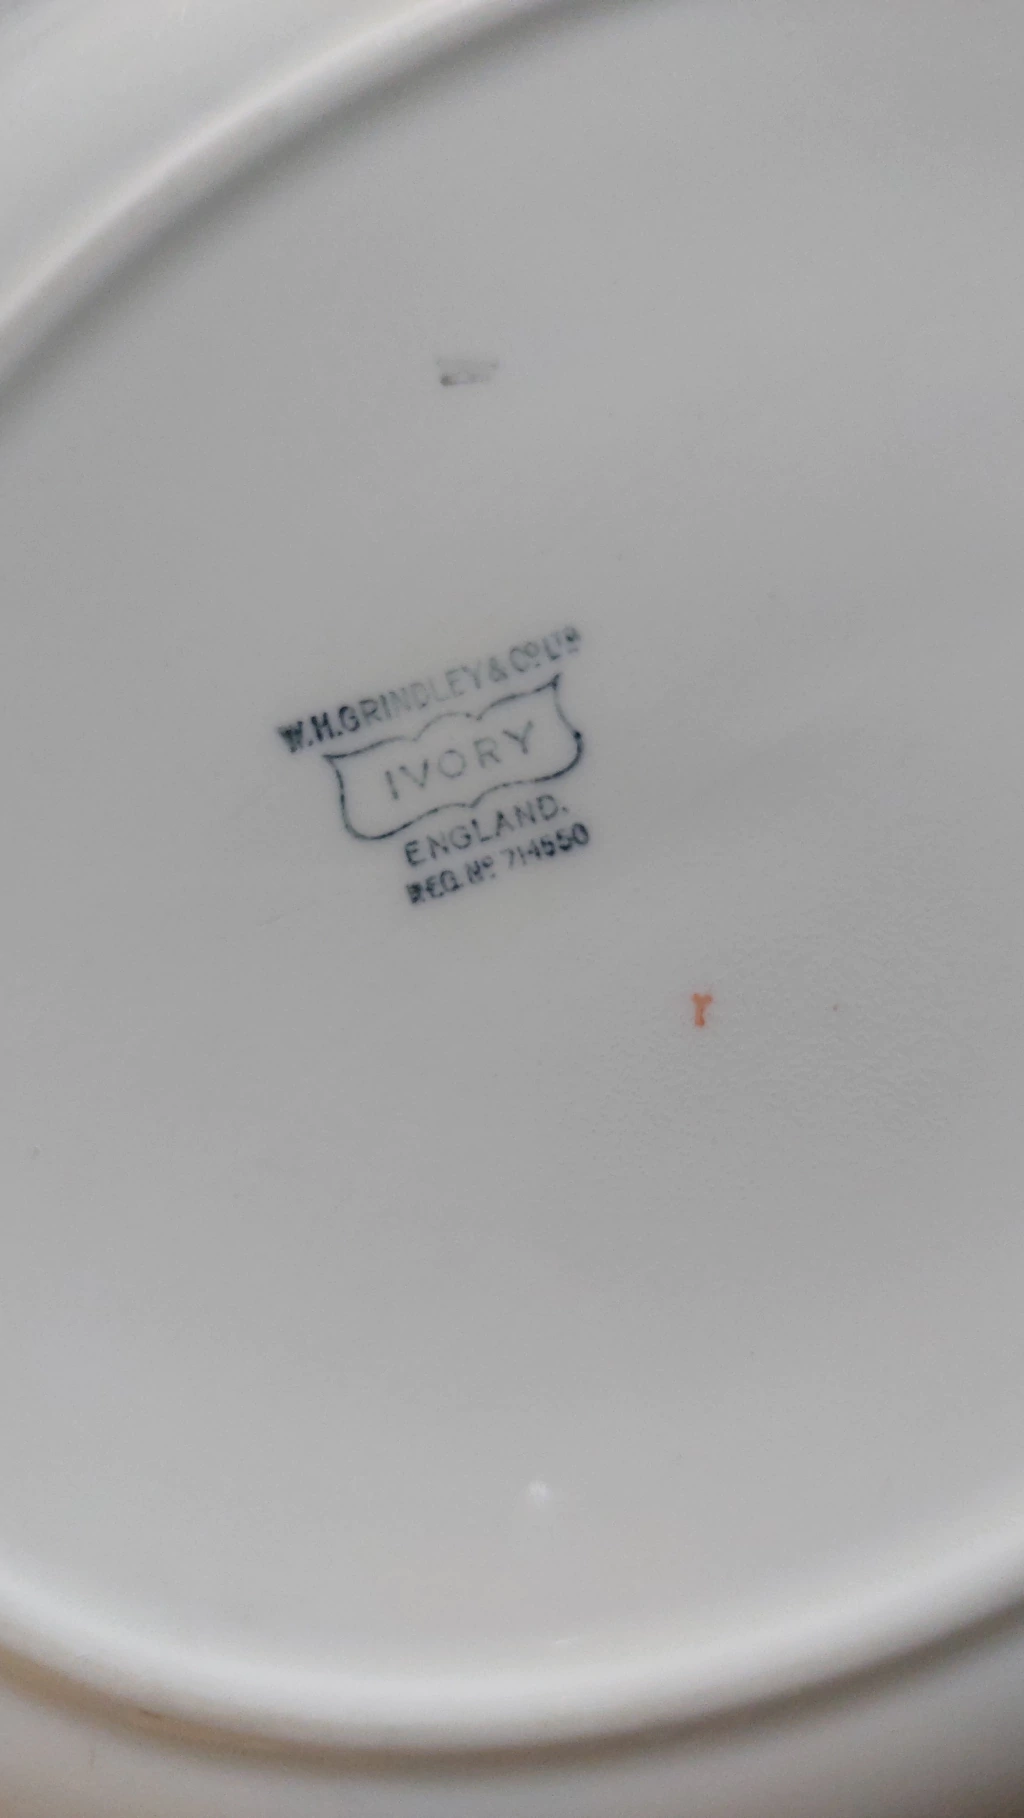 W.H.GRINDLEY & CO LTD
IVORY
ENGLAND.
REG. No 714550
r